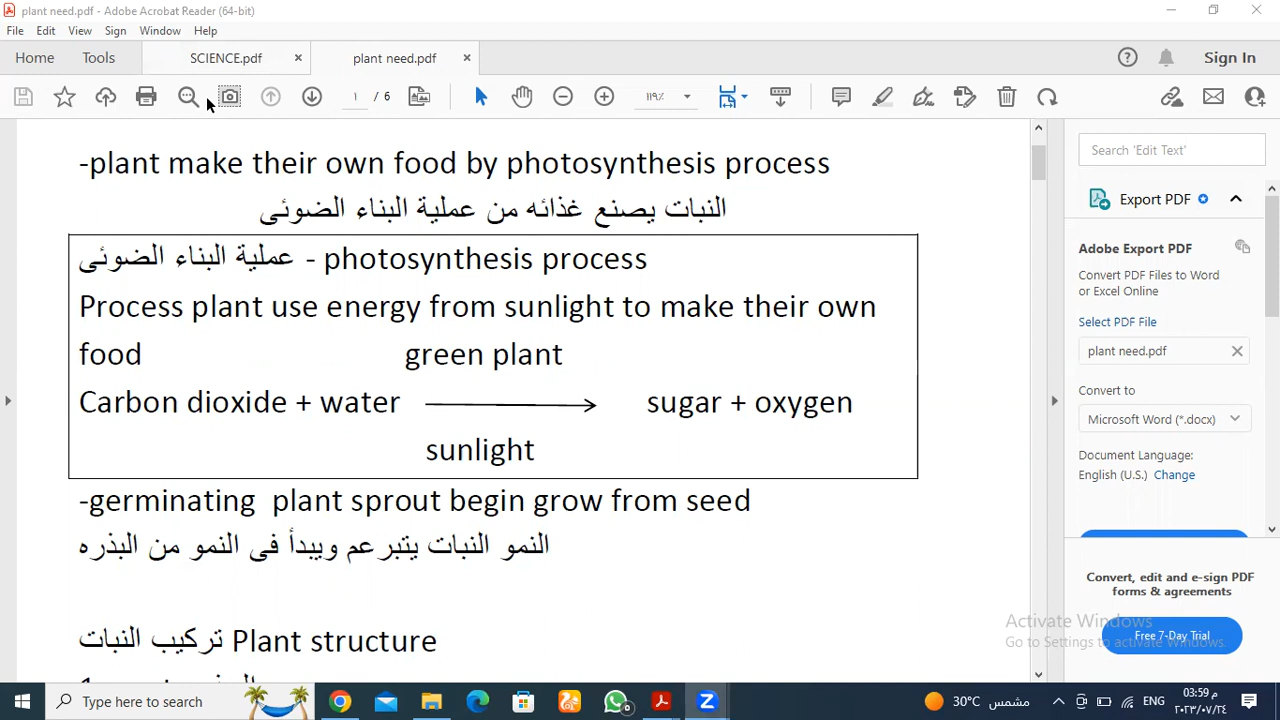 plant need.pdf - Adobe Acrobat Reader (64-bit)
File Edit View Sign Window Help
Home Tools SCIENCE.pdf × plant need.pdf × Sign In
١ / 6 ١١٩٪
-plant make their own food by photosynthesis process
النبات يصنع غذائه من عملية البناء الضوئى
عملية البناء الضوئى - photosynthesis process
Process plant use energy from sunlight to make their own
food green plant
Carbon dioxide + water sugar + oxygen
sunlight
-germinating plant sprout begin grow from seed
النمو النبات يتبرعم ويبدأ فى النمو من البذره
تركيب النبات Plant structure
Search 'Edit Text'
Export PDF
Adobe Export PDF
Convert PDF Files to Word
or Excel Online
Select PDF File
plant need.pdf
Convert to
Microsoft Word (*.docx)
Document Language:
English (U.S.) Change
Convert, edit and e-sign PDF
forms & agreements
Free 7-Day Trial
Activate Windows
Go to Settings to activate Windows.
Type here to search
30°C مشمس
ENG
03:59 م
٢٠٢٣/٠٧/٢٤